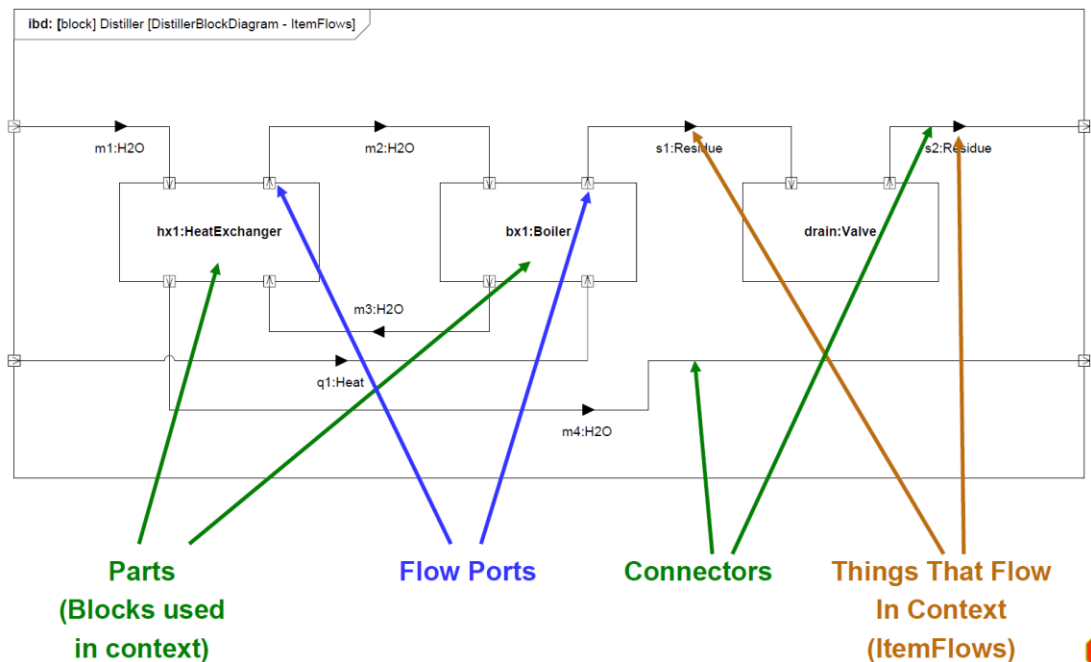 ibd: [block] Distiller [DistillerBlockDiagram - ItemFlows]
m1:H2O
m2:H2O
s1:Residue
s2:Residue
hx1:HeatExchanger
bx1:Boiler
drain:Valve
m3:H2O
q1:Heat
m4:H2O
Parts
(Blocks used
in context)
Flow Ports
Connectors
Things That Flow
In Context
(ItemFlows)